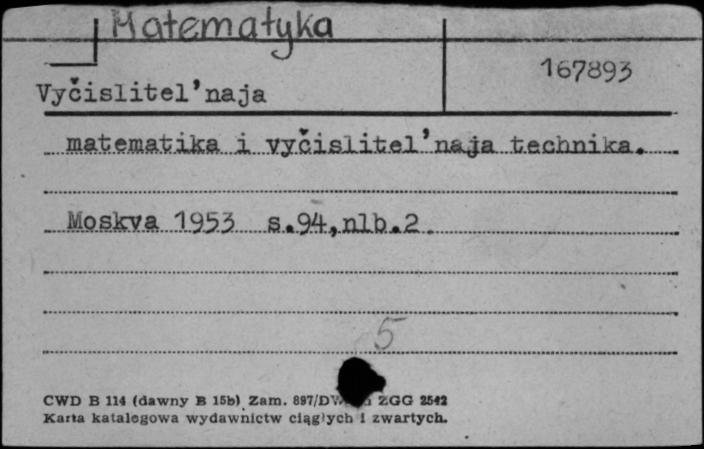 Matematyka
167893
Vyčislitel'naja
matematika i vyčislitel'naja technika.
Moskva 1953 s.94,nlb.2.
5
CWD B 114 (dawny B 15b) Zam. 897/DW ZGG 2542
Karta katalogowa wydawnictw ciągłych i zwartych.